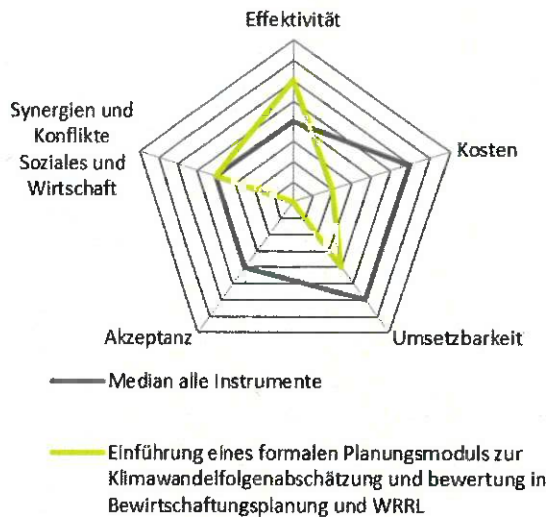 Effektivität
Synergien und
Konflikte
Soziales und
Wirtschaft
Kosten
Akzeptanz
Umsetzbarkeit
Median alle Instrumente
Einführung eines formalen Planungsmoduls zur
Klimawandelfolgenabschätzung und bewertung in
Bewirtschaftungsplanung und WRRL